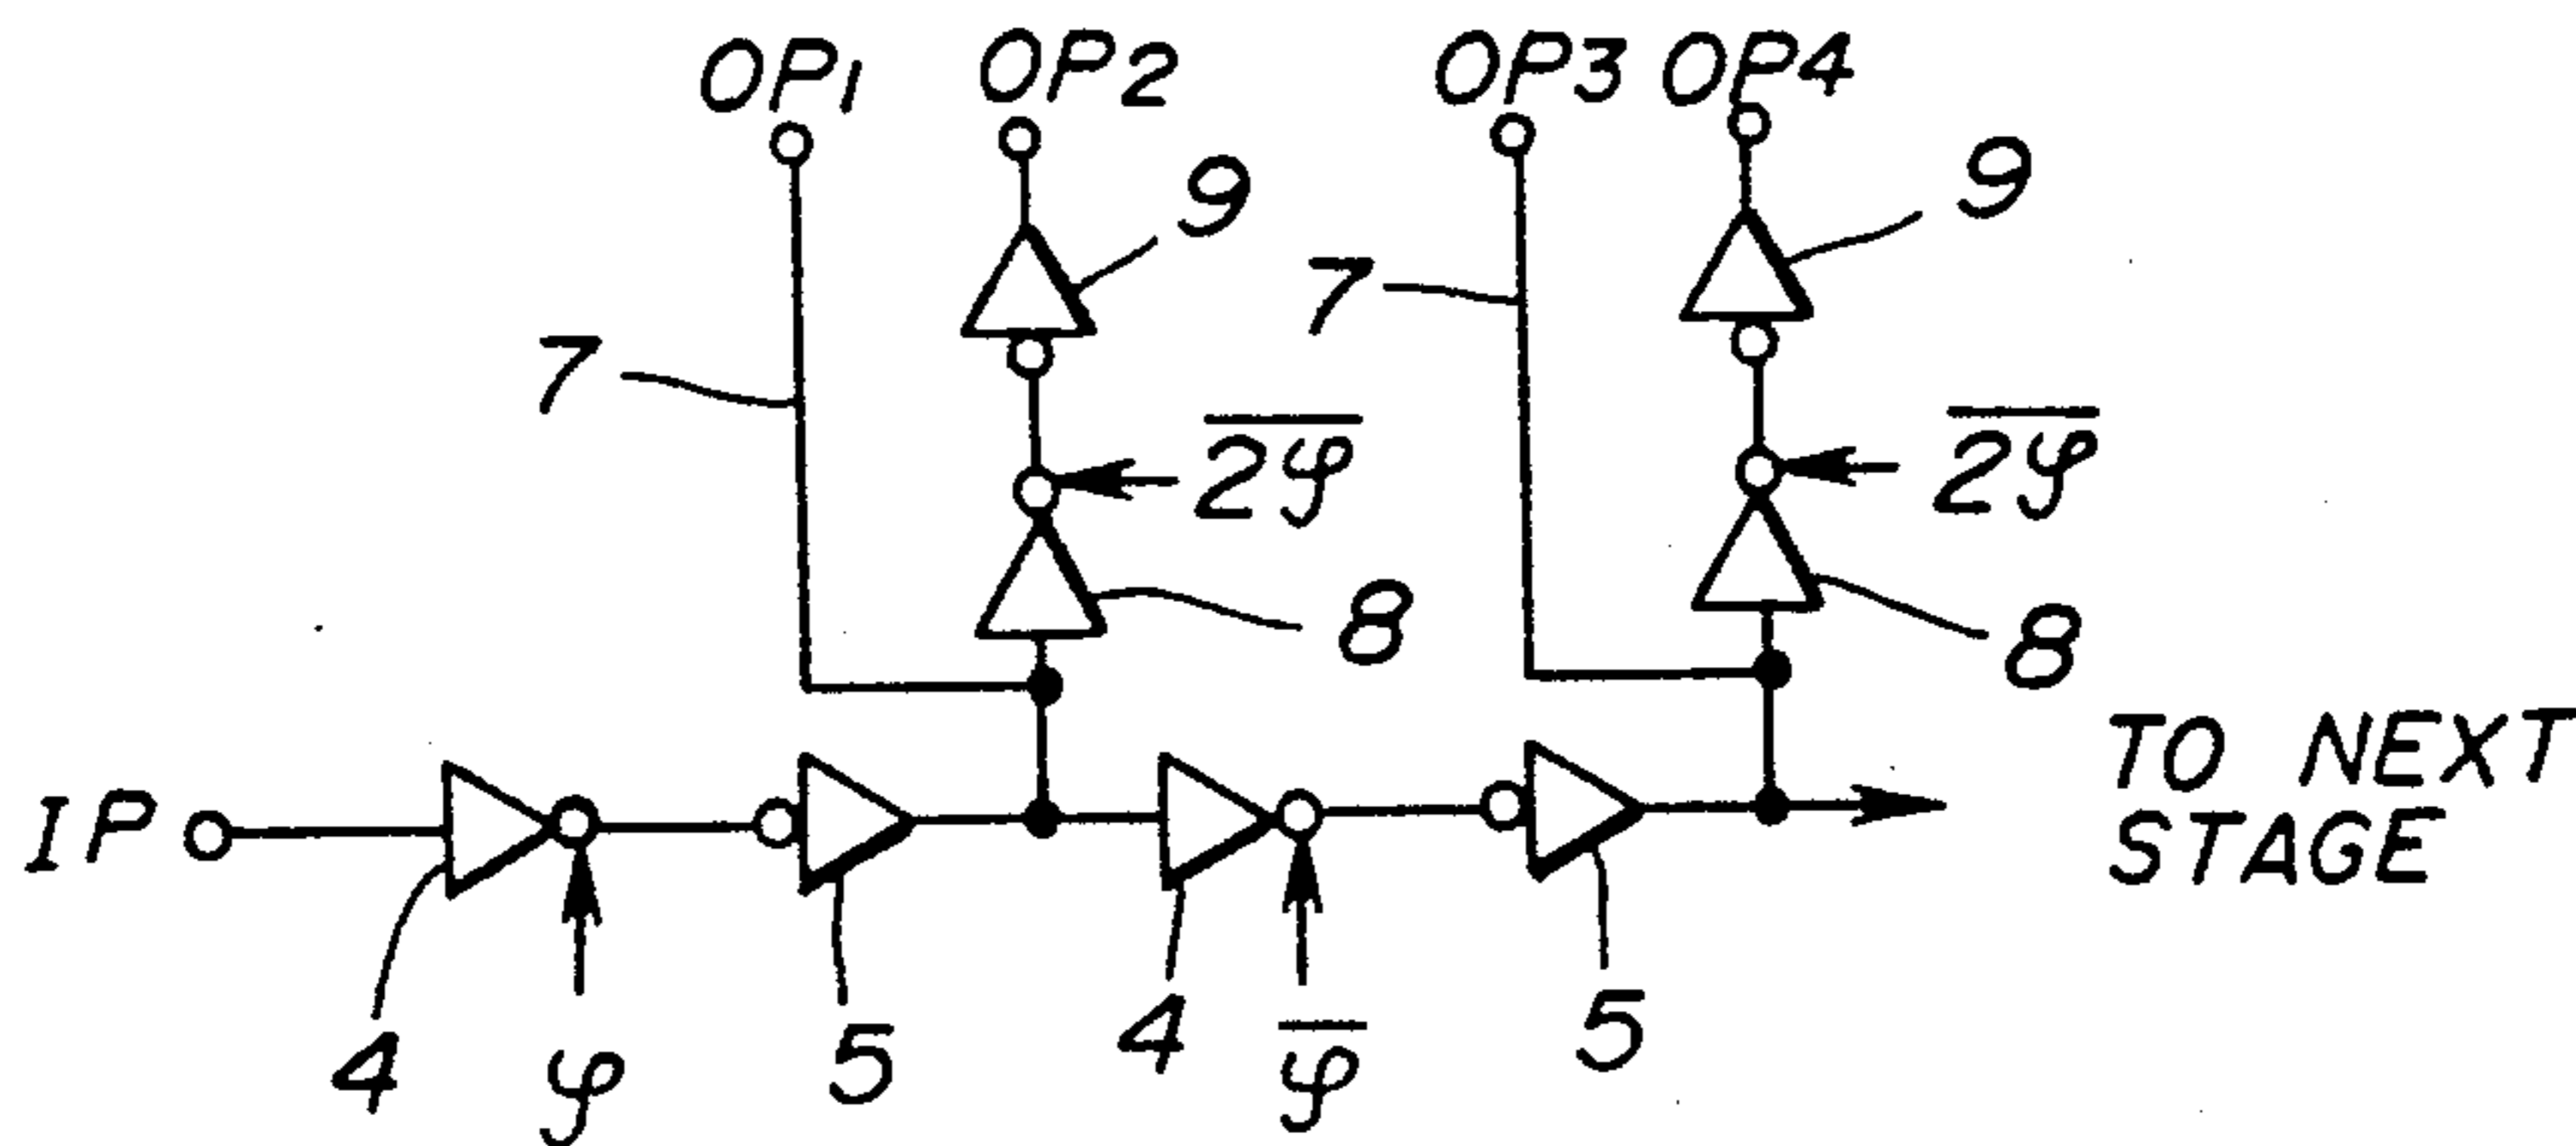 OP1 OP2 OP3 OP4
9 9
7 7
2φ̅ 2φ̅
8 8
IP
TO NEXT
STAGE
4 φ 5 4 φ̅ 5